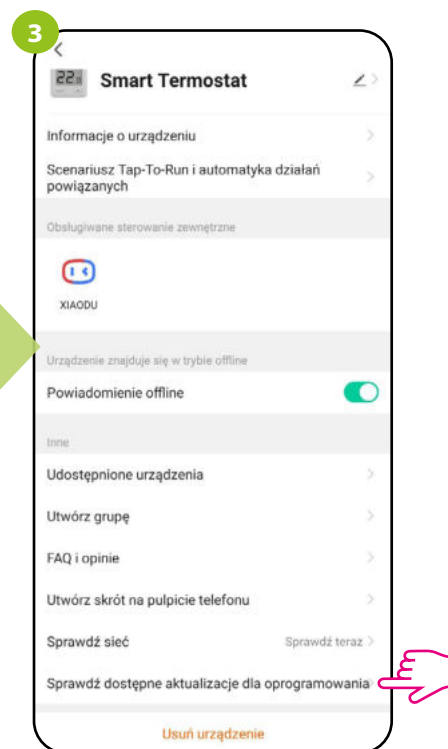 3
22
Smart Termostat
Informacje o urządzeniu
Scenariusz Tap-To-Run i automatyka działań
powiązanych
Obsługiwane sterowanie zewnętrzne
XIAODU
Urządzenie znajduje się w trybie offline
Powiadomienie offline
Inne
Udostępnione urządzenia
Utwórz grupę
FAQ i opinie
Utwórz skrót na pulpicie telefonu
Sprawdź sieć Sprawdź teraz
Sprawdź dostępne aktualizacje dla oprogramowania
Usuń urządzenie